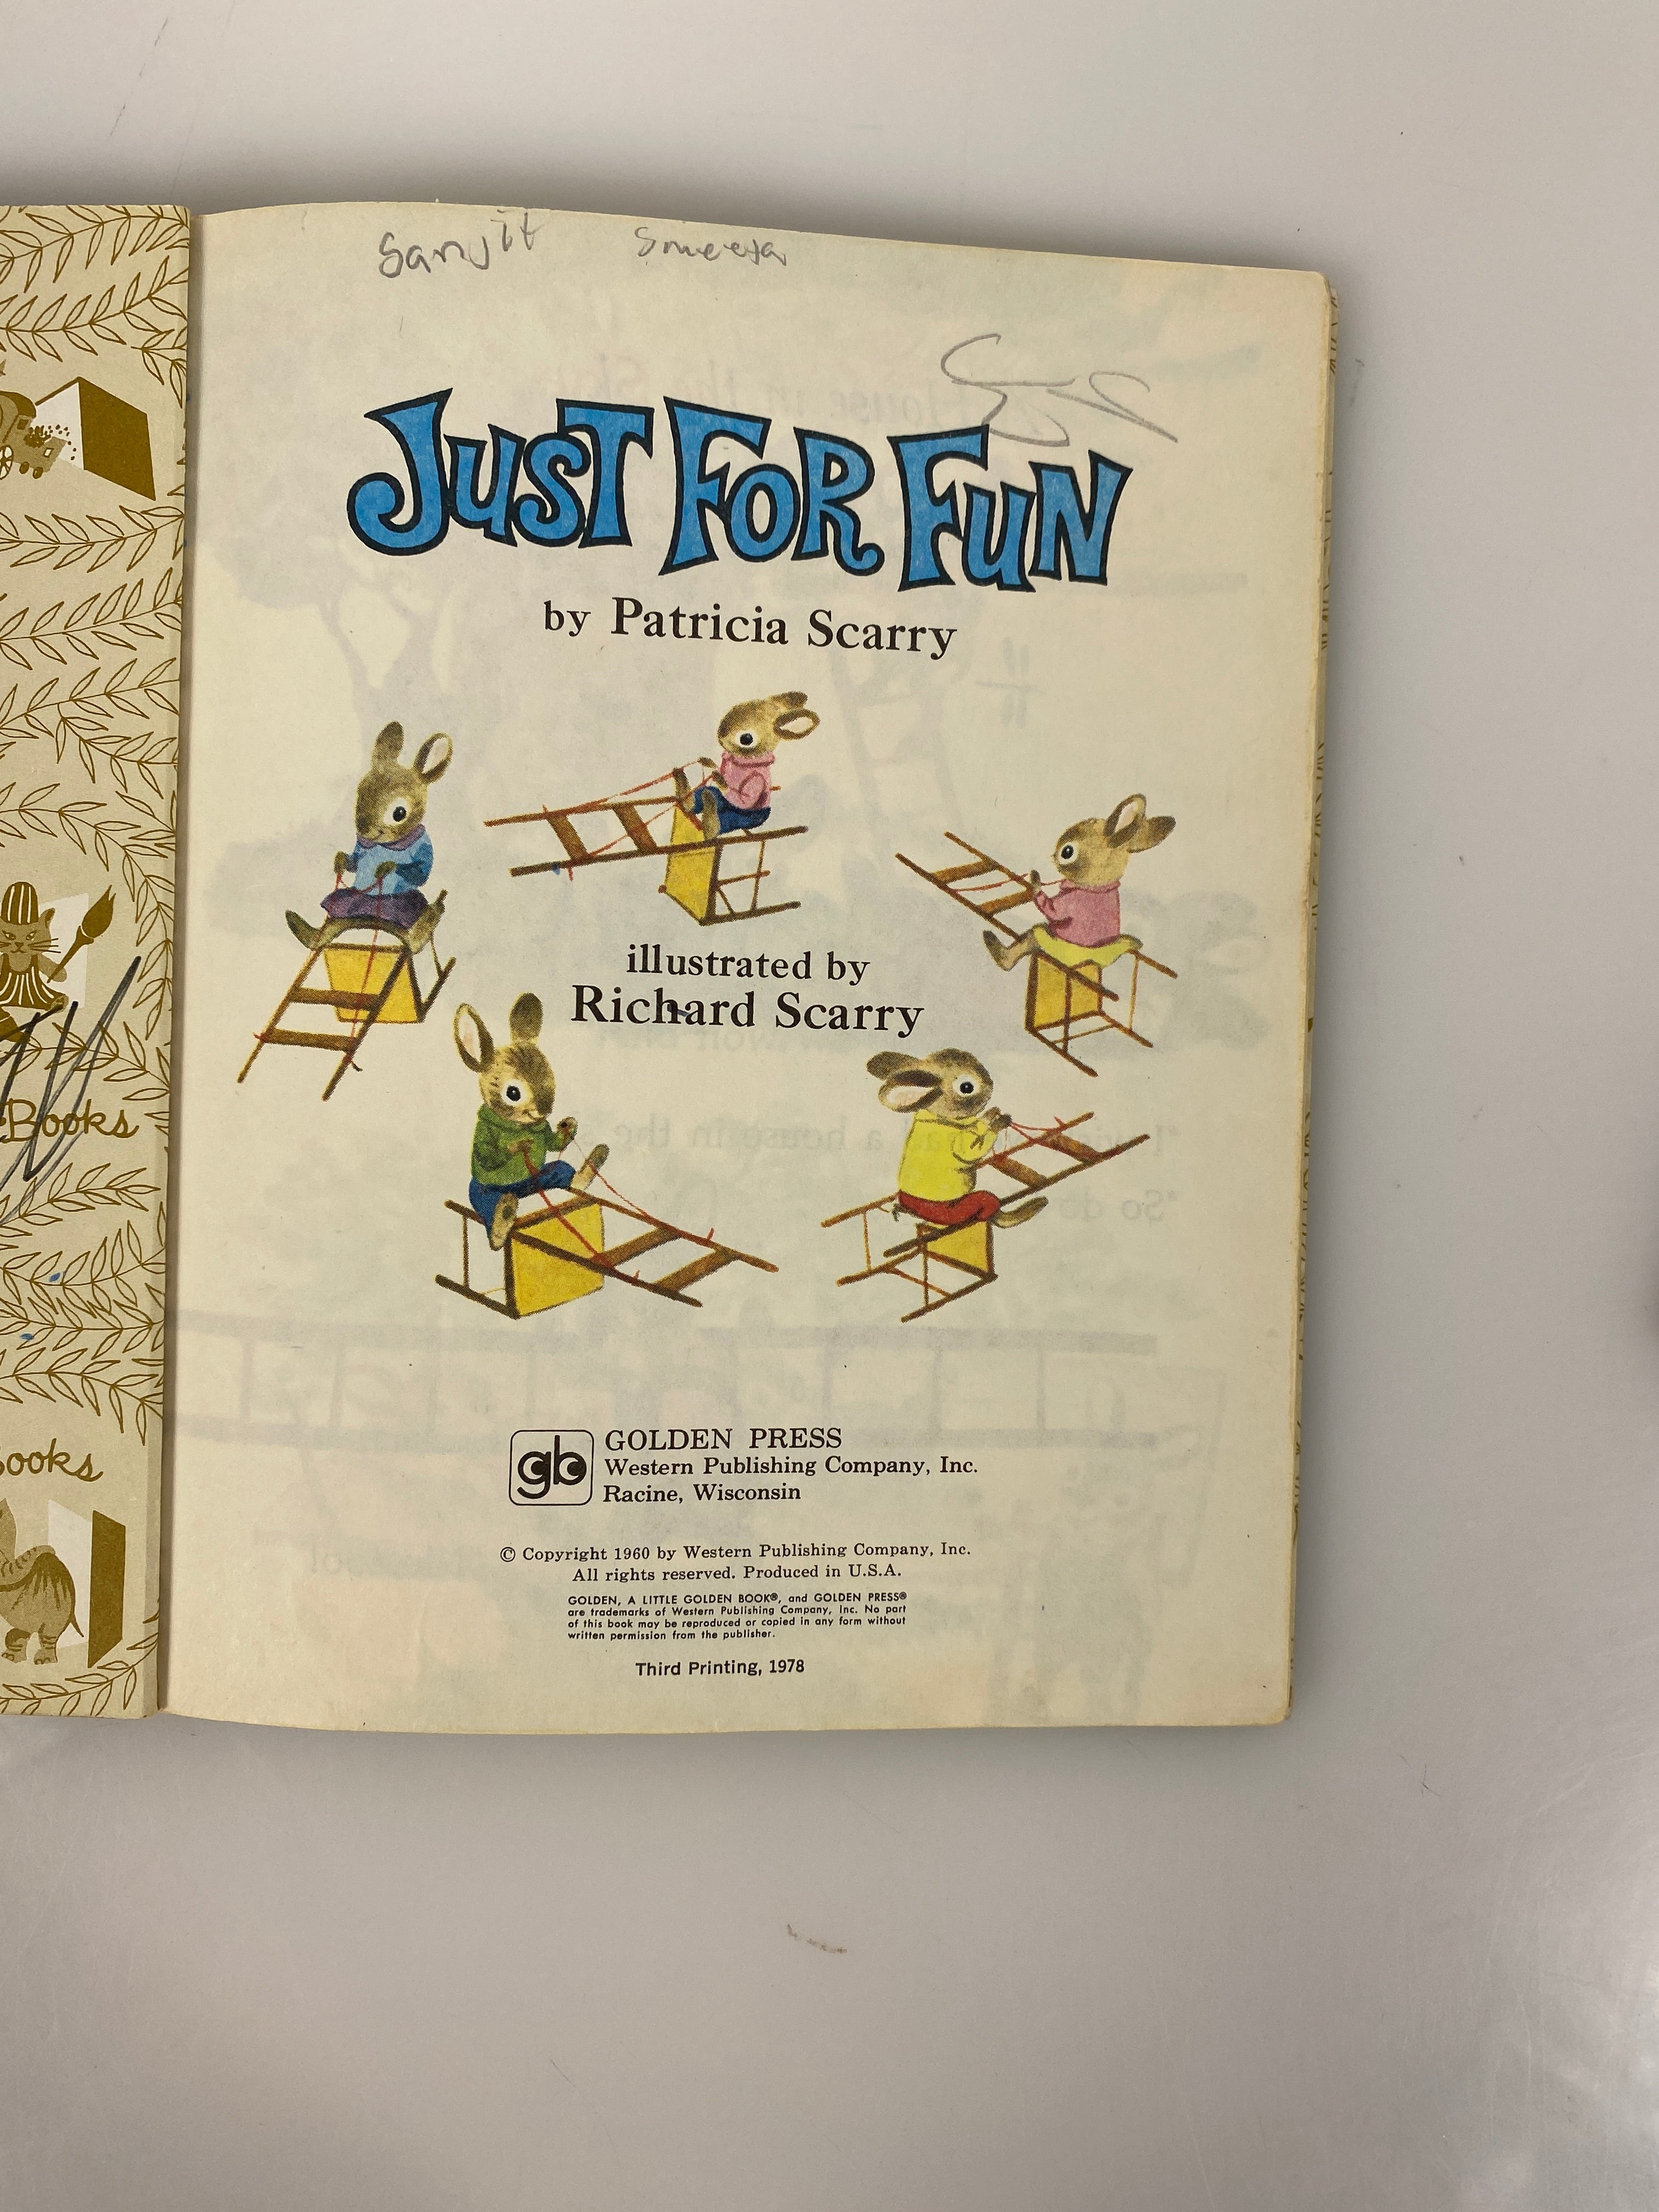 Sanjit Smeeta
JUST FOR FUN
by Patricia Scarry
illustrated by
Richard Scarry
Books
ooks
gb
GOLDEN PRESS
Western Publishing Company, Inc.
Racine, Wisconsin
© Copyright 1960 by Western Publishing Company, Inc.
All rights reserved. Produced in U.S.A.
GOLDEN, A LITTLE GOLDEN BOOK®, and GOLDEN PRESS®
are trademarks of Western Publishing Company, Inc. No part
of this book may be reproduced or copied in any form without
written permission from the publisher.
Third Printing, 1978